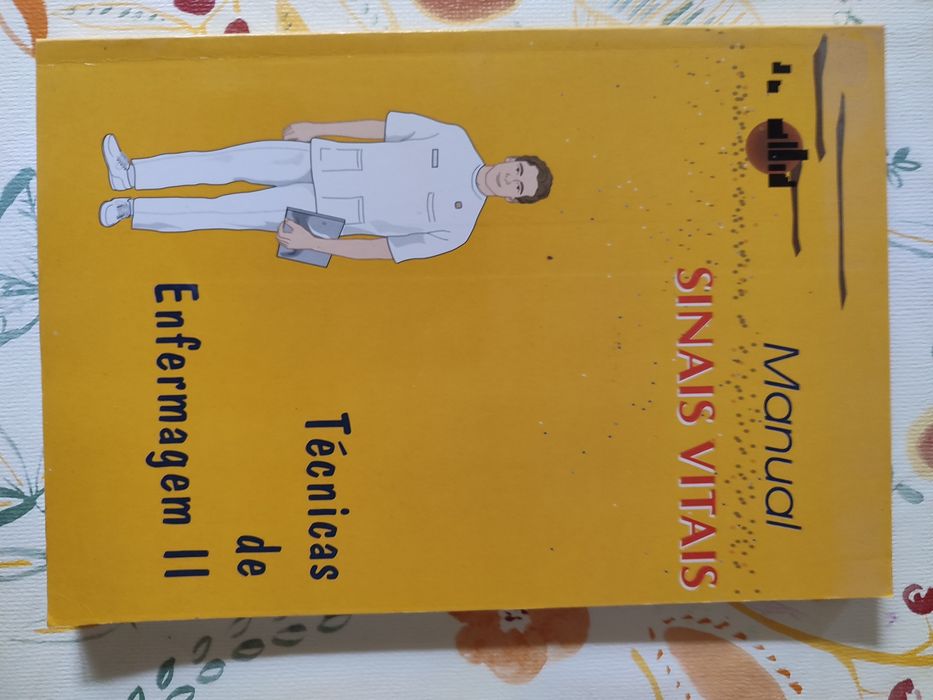 Manual
SINAIS VITAIS
Técnicas
de
Enfermagem II